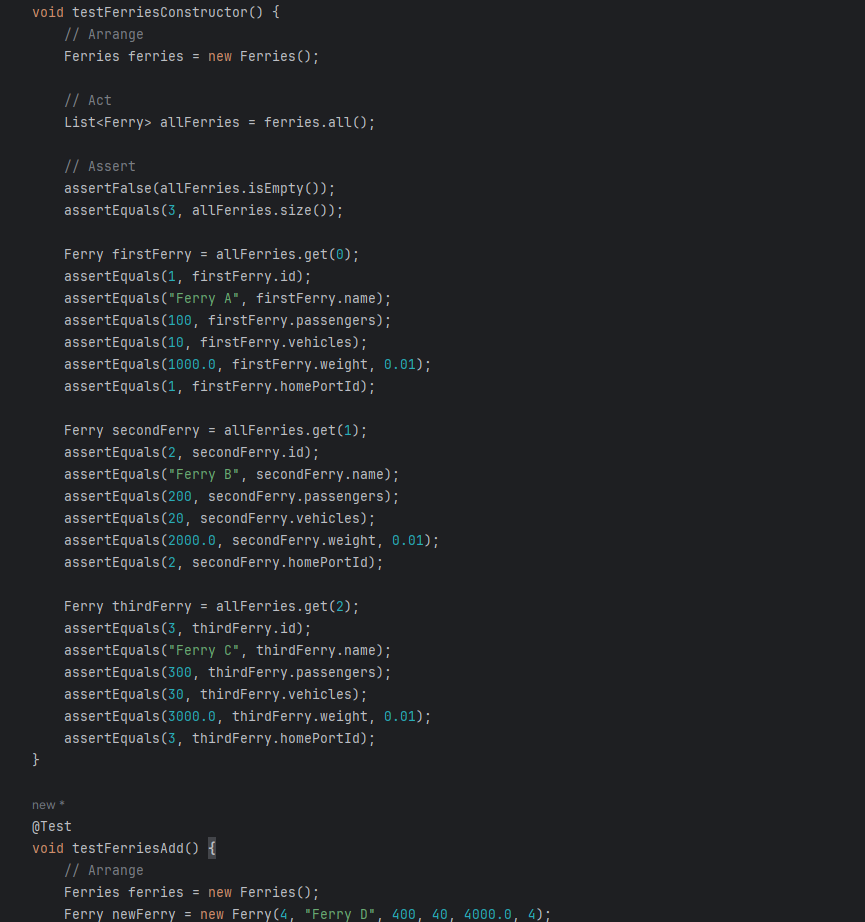 void testFerriesConstructor() {
// Arrange
Ferries ferries = new Ferries();
// Act
List<Ferry> allFerries = ferries.all();
// Assert
assertFalse(allFerries.isEmpty());
assertEquals(3, allFerries.size());
Ferry firstFerry = allFerries.get(0);
assertEquals(1, firstFerry.id);
assertEquals("Ferry A", firstFerry.name);
assertEquals(100, firstFerry.passengers);
assertEquals(10, firstFerry.vehicles);
assertEquals(1000.0, firstFerry.weight, 0.01);
assertEquals(1, firstFerry.homePortId);
Ferry secondFerry = allFerries.get(1);
assertEquals(2, secondFerry.id);
assertEquals("Ferry B", secondFerry.name);
assertEquals(200, secondFerry.passengers);
assertEquals(20, secondFerry.vehicles);
assertEquals(2000.0, secondFerry.weight, 0.01);
assertEquals(2, secondFerry.homePortId);
Ferry thirdFerry = allFerries.get(2);
assertEquals(3, thirdFerry.id);
assertEquals("Ferry C", thirdFerry.name);
assertEquals(300, thirdFerry.passengers);
assertEquals(30, thirdFerry.vehicles);
assertEquals(3000.0, thirdFerry.weight, 0.01);
assertEquals(3, thirdFerry.homePortId);
}
new *
@Test
void testFerriesAdd() {
// Arrange
Ferries ferries = new Ferries();
Ferry newFerry = new Ferry(4, "Ferry D", 400, 40, 4000.0, 4);